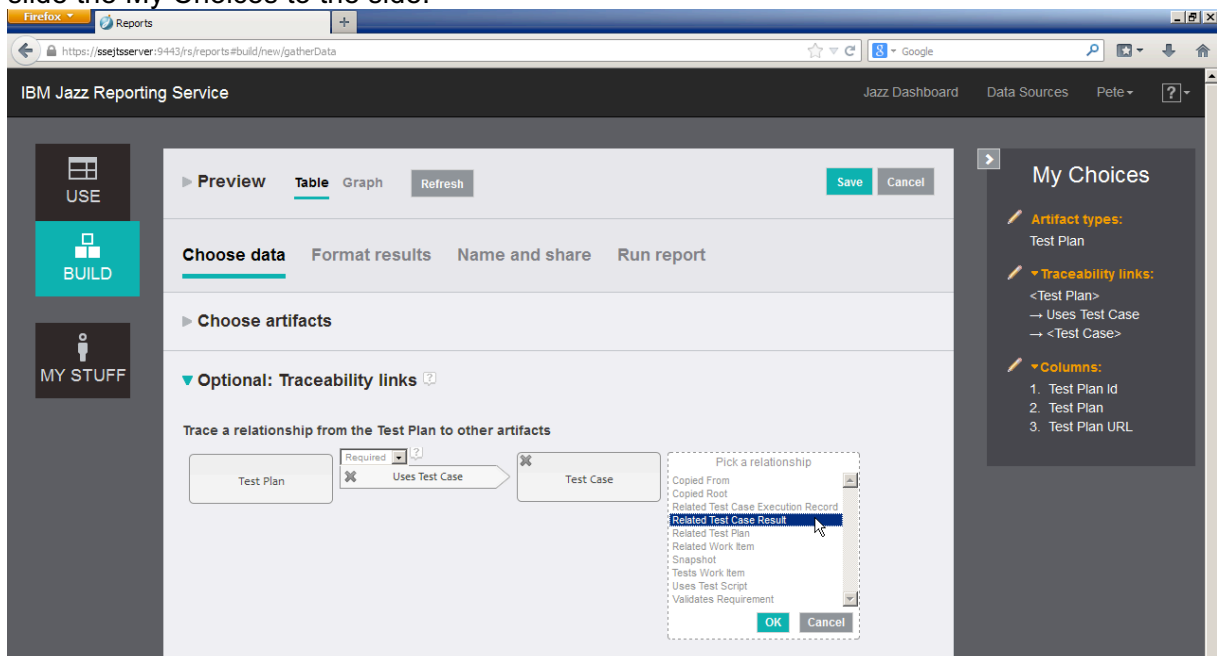 slide the My Choices to the side.
Firefox
Reports
+
https://ssejtsserver:9443/rs/reports#build/new/gatherData
8
Google
IBM Jazz Reporting Service
Jazz Dashboard
Data Sources
Pete
?
USE
BUILD
MY STUFF
Preview
Table
Graph
Refresh
Save
Cancel
Choose data
Format results
Name and share
Run report
Choose artifacts
Optional: Traceability links ?
Trace a relationship from the Test Plan to other artifacts
Test Plan
Required
?
Uses Test Case
Test Case
Pick a relationship
Copied From
Copied Root
Related Test Case Execution Record
Related Test Case Result
Related Test Plan
Related Work Item
Snapshot
Tests Work Item
Uses Test Script
Validates Requirement
OK
Cancel
My Choices
Artifact types:
Test Plan
Traceability links:
<Test Plan>
→ Uses Test Case
→ <Test Case>
Columns:
1. Test Plan Id
2. Test Plan
3. Test Plan URL